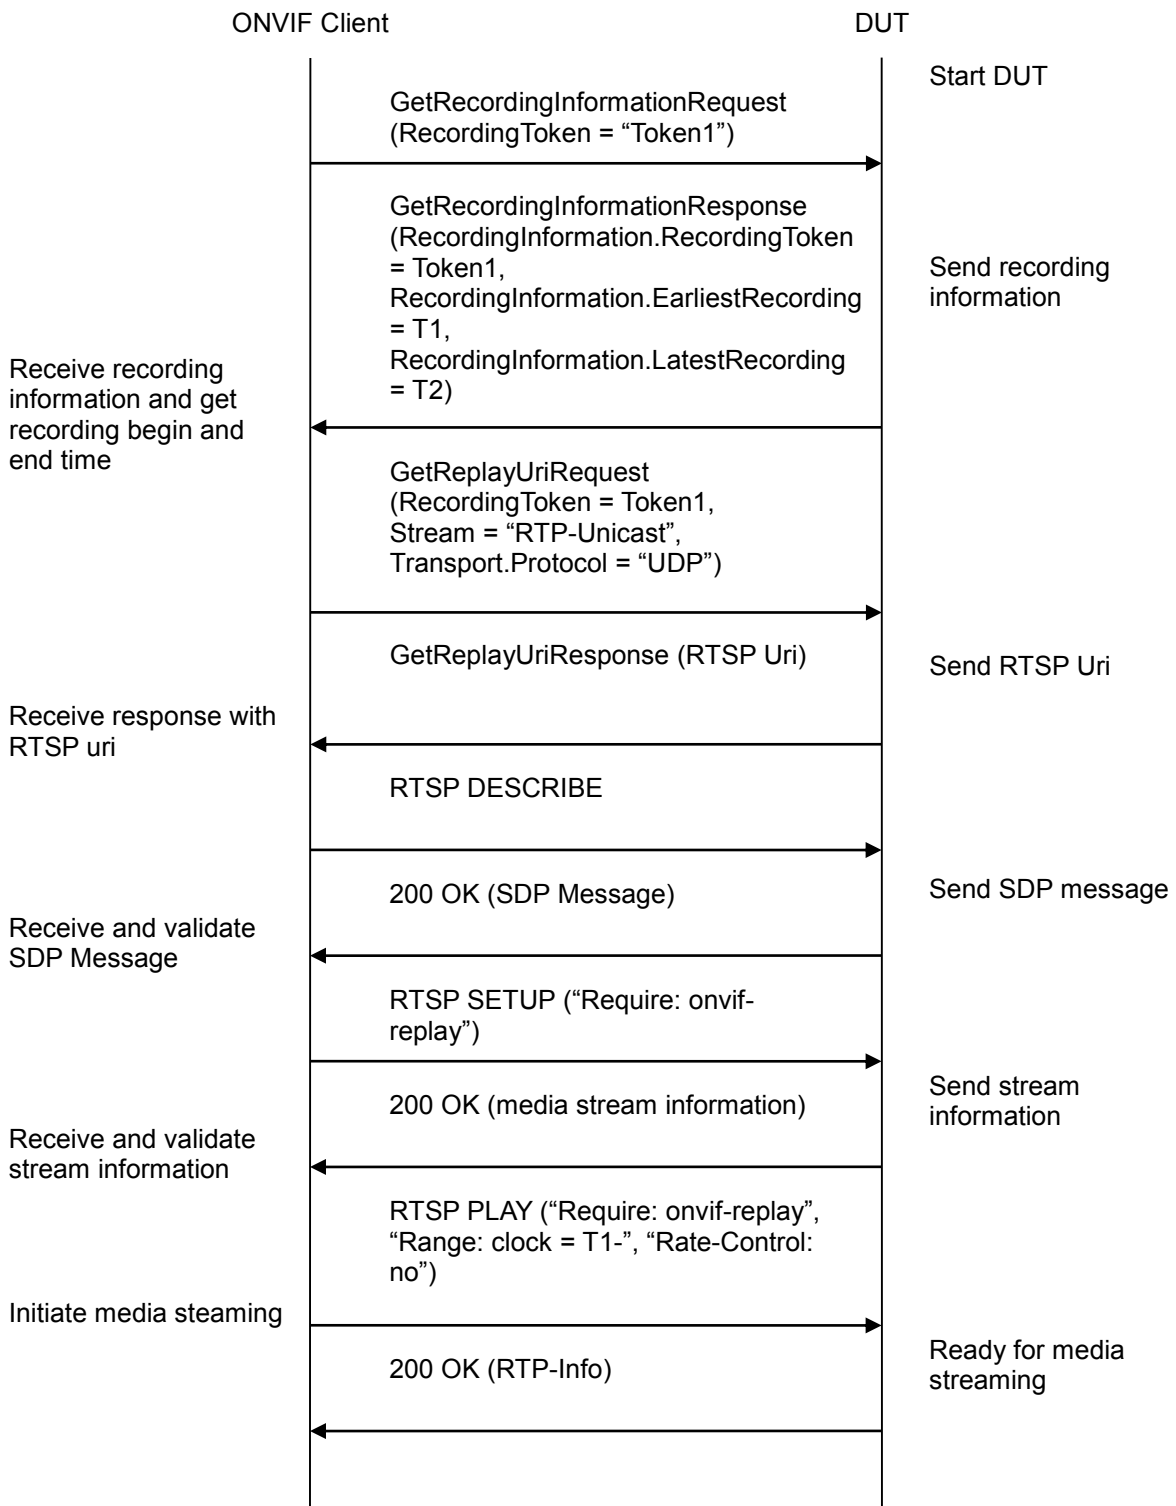 ONVIF Client
DUT
Start DUT
GetRecordingInformationRequest
(RecordingToken = “Token1”)
GetRecordingInformationResponse
(RecordingInformation.RecordingToken
= Token1,
RecordingInformation.EarliestRecording
= T1,
RecordingInformation.LatestRecording
= T2)
Send recording
information
Receive recording
information and get
recording begin and
end time
GetReplayUriRequest
(RecordingToken = Token1,
Stream = “RTP-Unicast”,
Transport.Protocol = “UDP”)
GetReplayUriResponse (RTSP Uri)
Send RTSP Uri
Receive response with
RTSP uri
RTSP DESCRIBE
200 OK (SDP Message)
Send SDP message
Receive and validate
SDP Message
RTSP SETUP (“Require: onvif-
replay”)
200 OK (media stream information)
Send stream
information
Receive and validate
stream information
RTSP PLAY (“Require: onvif-replay”,
“Range: clock = T1-”, “Rate-Control:
no”)
Initiate media steaming
200 OK (RTP-Info)
Ready for media
streaming